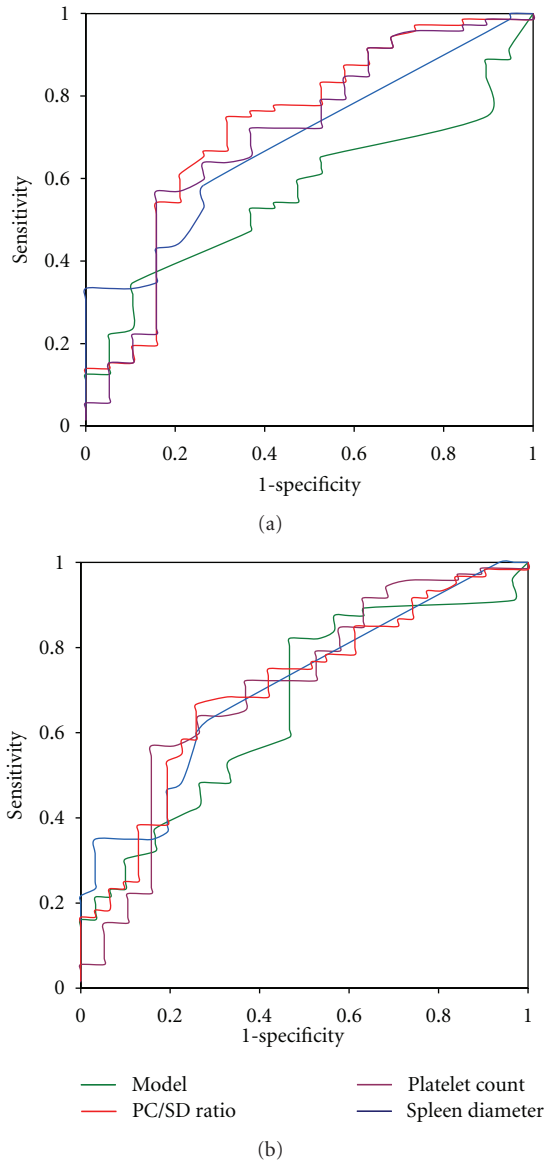 1
0.8
0.6
0.4
0.2
0
Sensitivity
0 0.2 0.4 0.6 0.8 1
1-specificity
(a)
1
0.8
0.6
0.4
0.2
0
Sensitivity
0 0.2 0.4 0.6 0.8 1
1-specificity
Model Platelet count
PC/SD ratio Spleen diameter
(b)